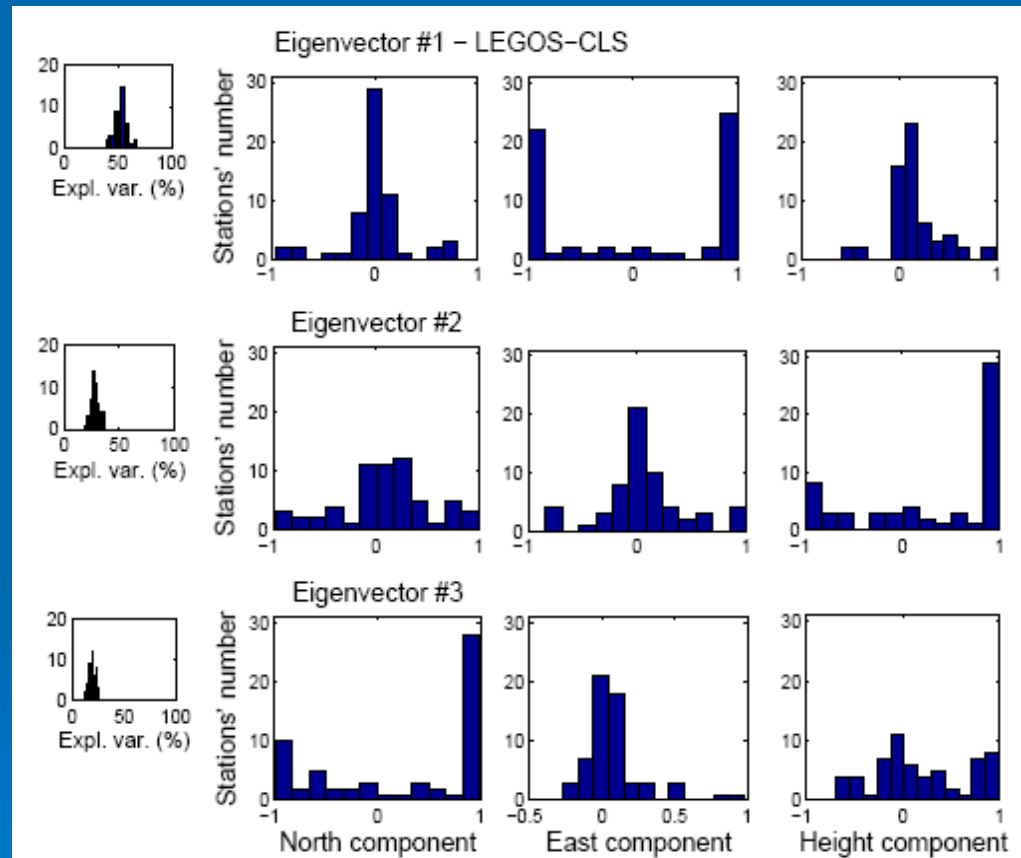 Eigenvector #1 – LEGOS-CLS
20
10
0
0 50 100
Expl. var. (%)
Stations' number
30
20
10
0
−1 0 1
30
20
10
0
−1 0 1
30
20
10
0
−1 0 1
Eigenvector #2
20
10
0
0 50 100
Expl. var. (%)
Stations' number
30
20
10
0
−1 0 1
30
20
10
0
−1 0 1
30
20
10
0
−1 0 1
Eigenvector #3
20
10
0
0 50 100
Expl. var. (%)
Stations' number
30
20
10
0
−1 0 1
North component
30
20
10
0
−0.5 0 0.5 1
East component
30
20
10
0
−1 0 1
Height component